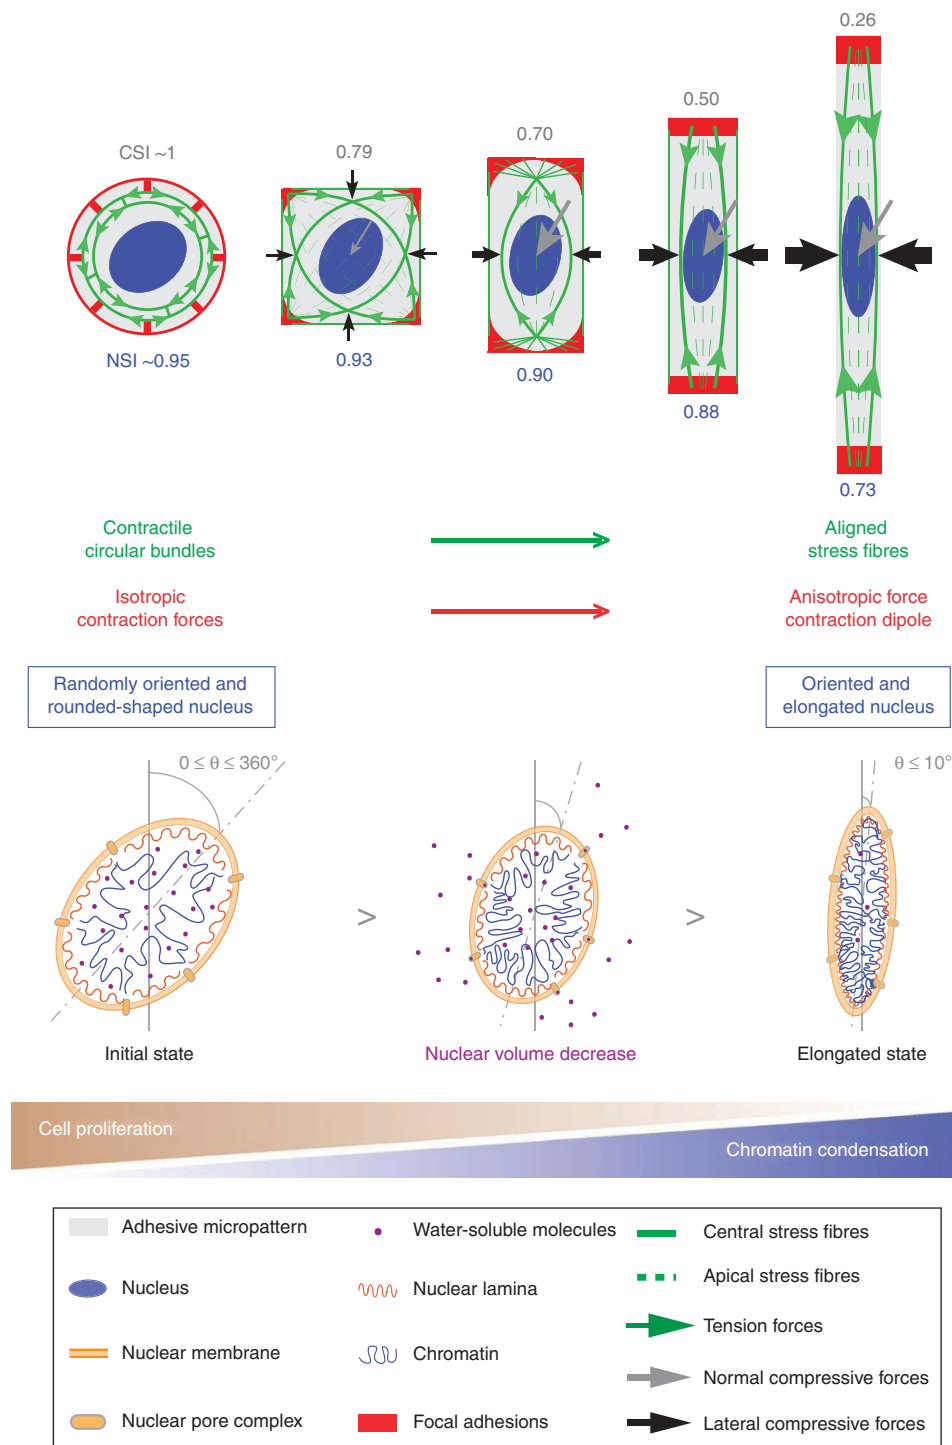 0.26
0.50
0.70
0.79
CSI ~1
NSI ~0.95
0.93
0.90
0.88
0.73
Contractile
circular bundles
Aligned
stress fibres
Isotropic
contraction forces
Anisotropic force
contraction dipole
Randomly oriented and
rounded-shaped nucleus
Oriented and
elongated nucleus
0 ≤ θ ≤ 360°
θ ≤ 10°
>
>
Initial state
Nuclear volume decrease
Elongated state
Cell proliferation
Chromatin condensation
Adhesive micropattern
Water-soluble molecules
Central stress fibres
Nucleus
Nuclear lamina
Apical stress fibres
Tension forces
Nuclear membrane
Chromatin
Normal compressive forces
Nuclear pore complex
Focal adhesions
Lateral compressive forces